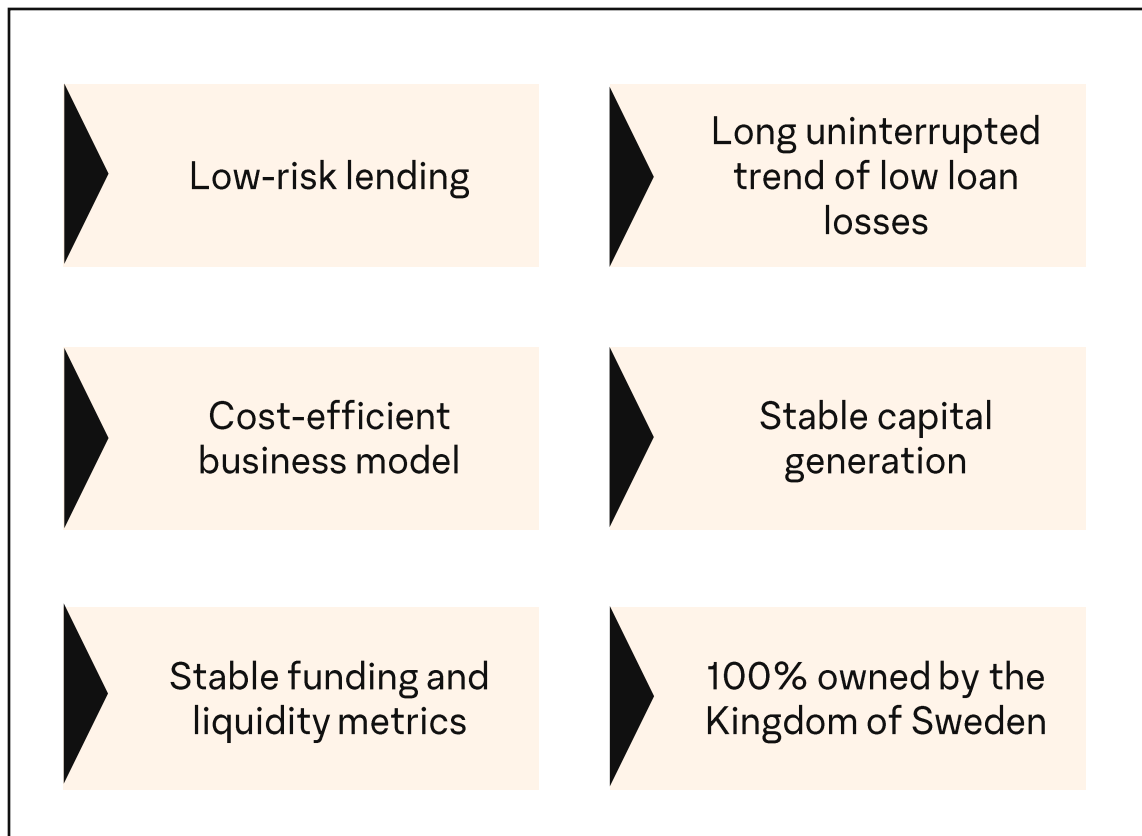 Low-risk lending
Long uninterrupted
trend of low loan
losses
Cost-efficient
business model
Stable capital
generation
Stable funding and
liquidity metrics
100% owned by the
Kingdom of Sweden